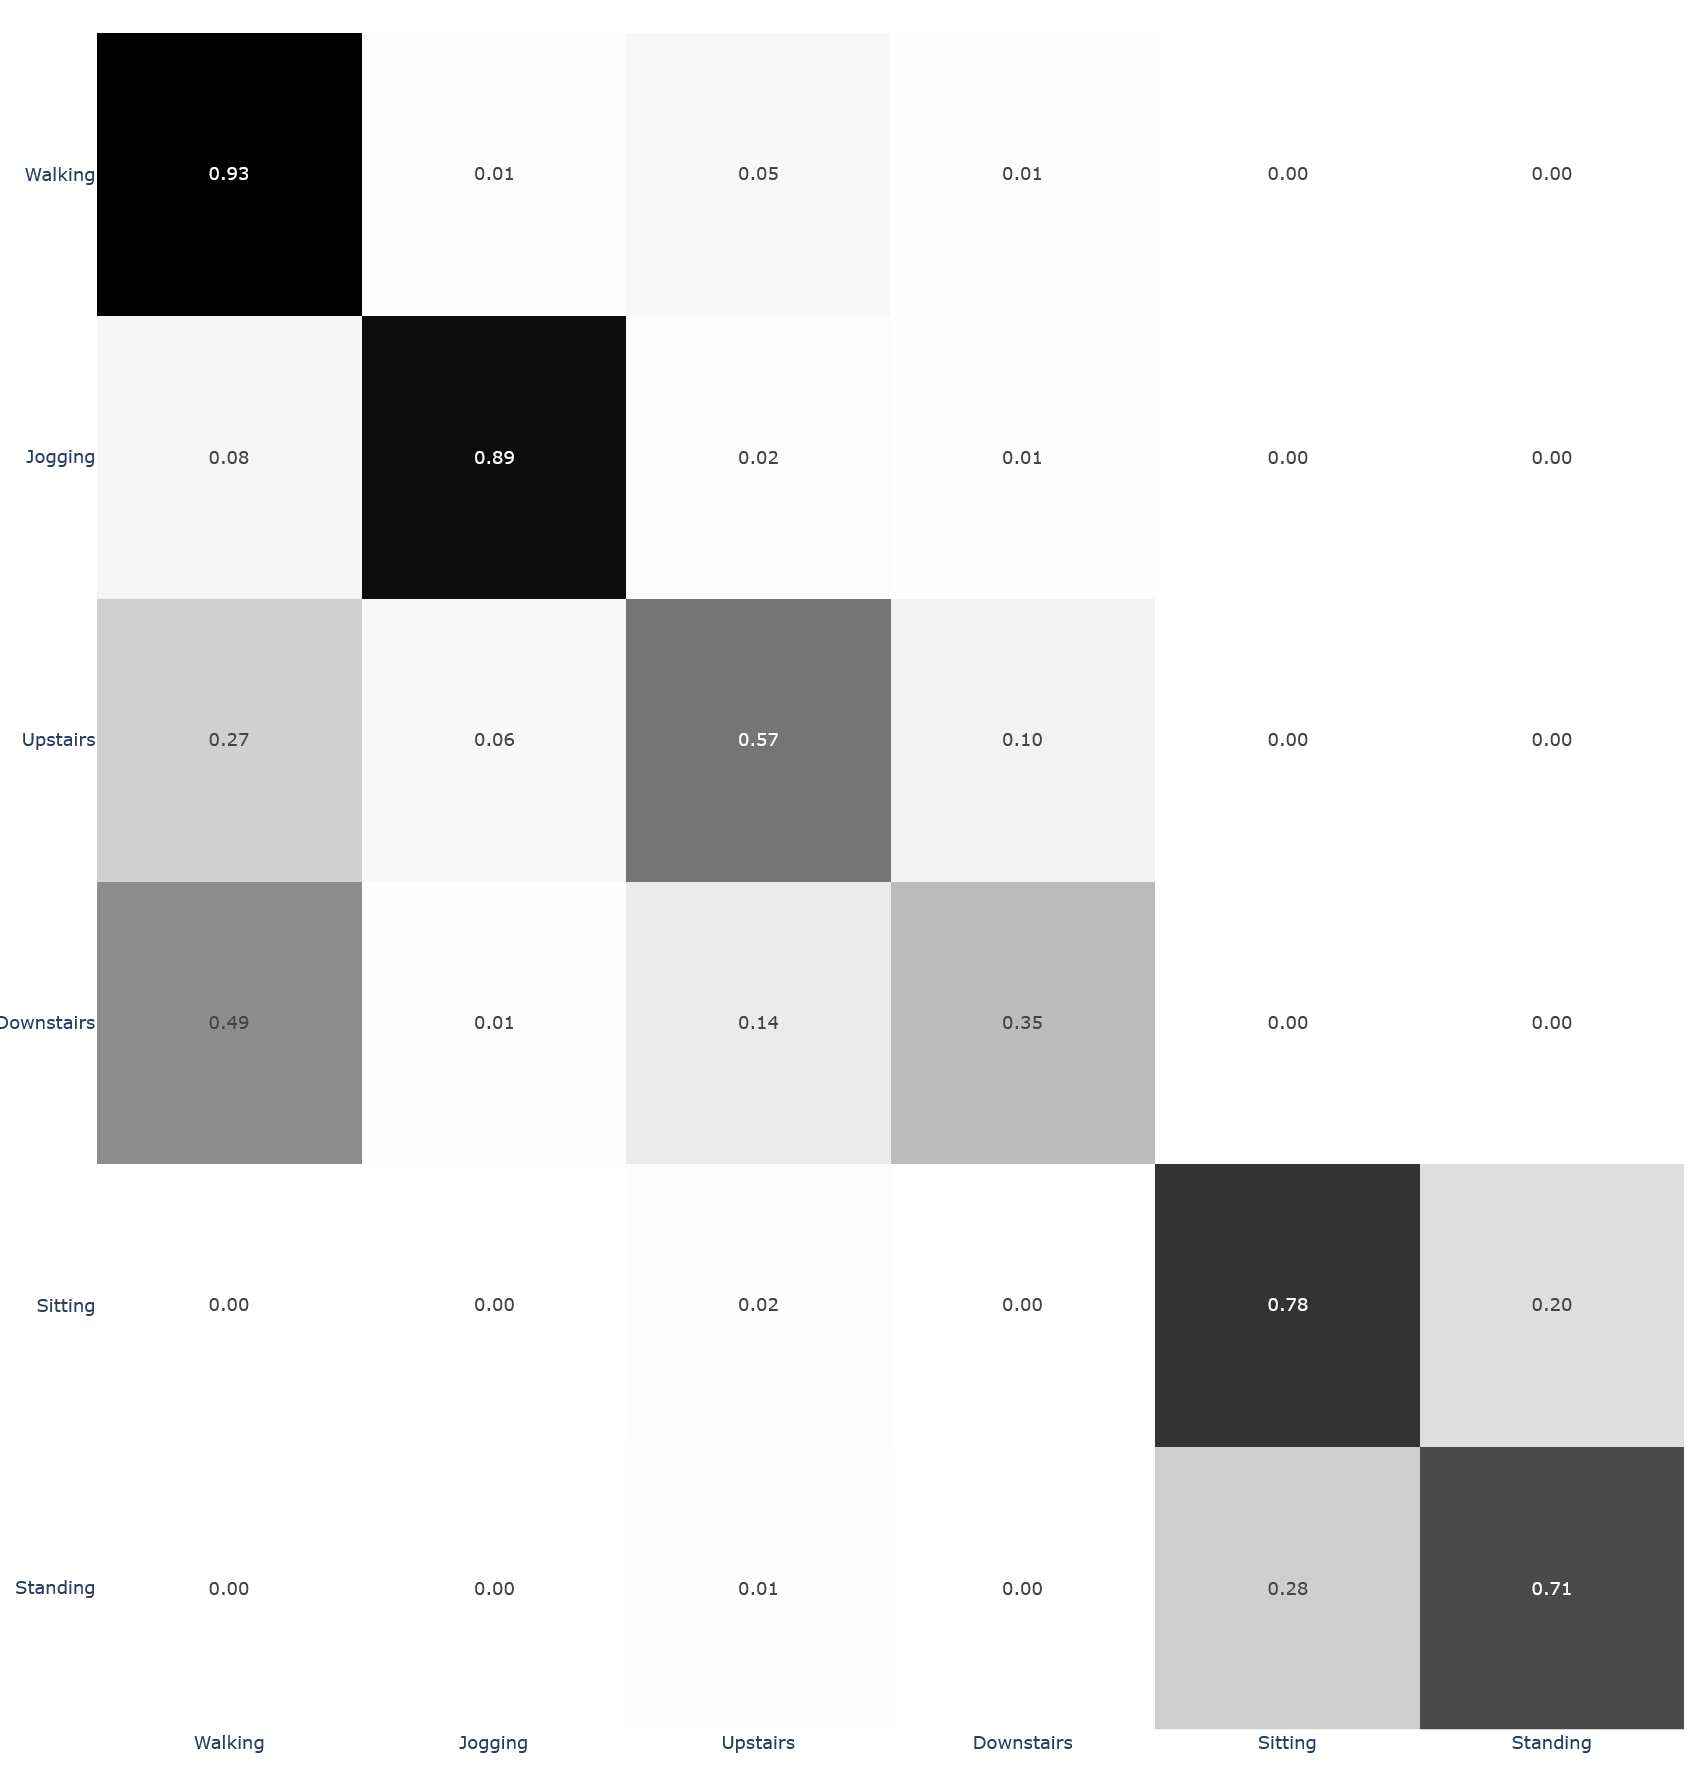 Walking 0.93 0.01 0.05 0.01 0.00 0.00
Jogging 0.08 0.89 0.02 0.01 0.00 0.00
Upstairs 0.27 0.06 0.57 0.10 0.00 0.00
Downstairs 0.49 0.01 0.14 0.35 0.00 0.00
Sitting 0.00 0.00 0.02 0.00 0.78 0.20
Standing 0.00 0.00 0.01 0.00 0.28 0.71
Walking Jogging Upstairs Downstairs Sitting Standing